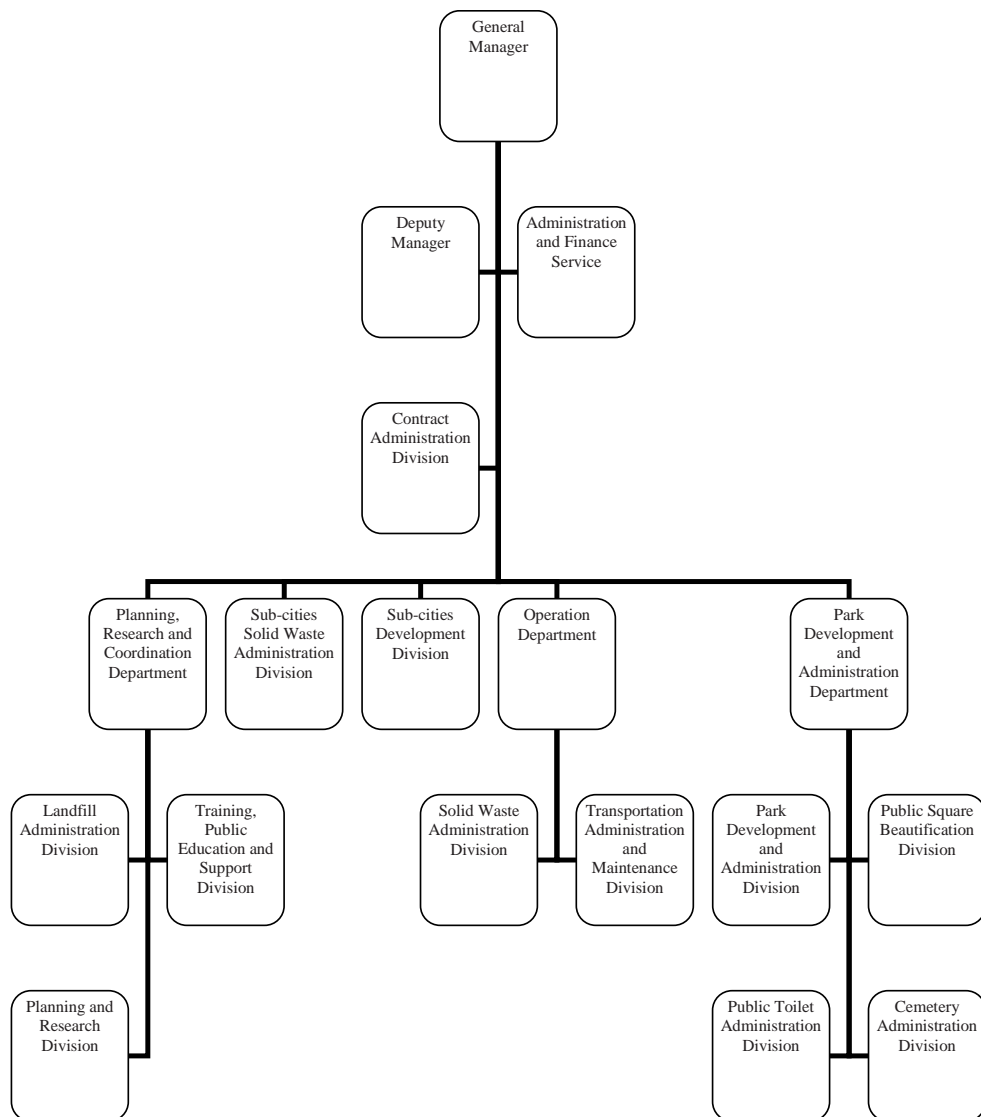 General
Manager
Deputy
Manager
Administration
and Finance
Service
Contract
Administration
Division
Planning,
Research and
Coordination
Department
Sub-cities
Solid Waste
Administration
Division
Sub-cities
Development
Division
Operation
Department
Park
Development
and
Administration
Department
Landfill
Administration
Division
Training,
Public
Education and
Support
Division
Solid Waste
Administration
Division
Transportation
Administration
and
Maintenance
Division
Park
Development
and
Administration
Division
Public Square
Beautification
Division
Planning and
Research
Division
Public Toilet
Administration
Division
Cemetery
Administration
Division